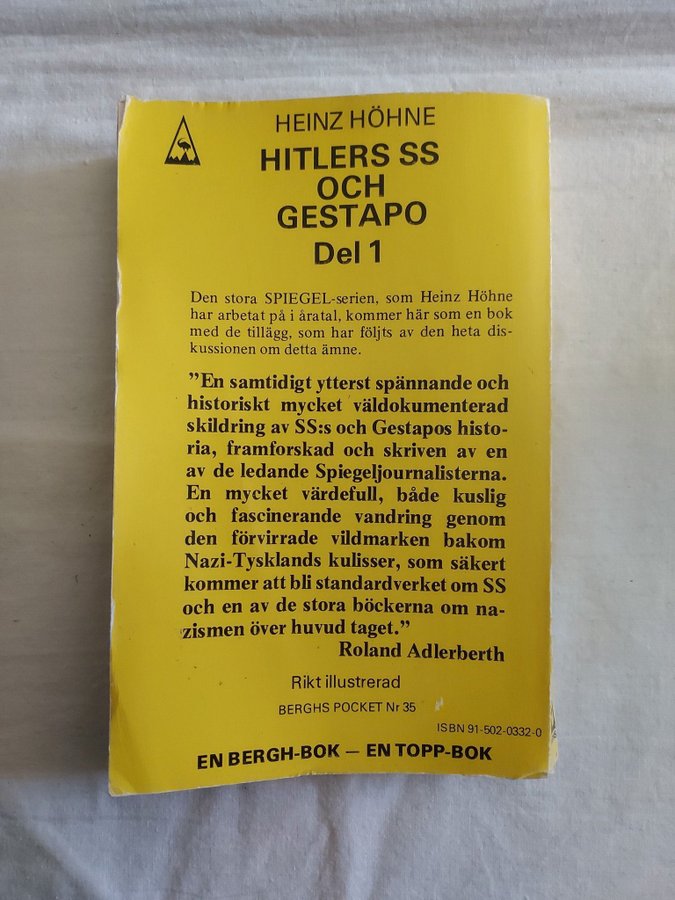 HEINZ HÖHNE
HITLERS SS
OCH
GESTAPO
Del 1
Den stora SPIEGEL-serien, som Heinz Höhne
har arbetat på i åratal, kommer här som en bok
med de tillägg, som har följts av den heta dis-
kussionen om detta ämne.
”En samtidigt ytterst spännande och
historiskt mycket väldokumenterad
skildring av SS:s och Gestapos histo-
ria, framforskad och skriven av en
av de ledande Spiegeljournalisterna.
En mycket värdefull, både kuslig
och fascinerande vandring genom
den förvirrade vildmarken bakom
Nazi-Tysklands kulisser, som säkert
kommer att bli standardverket om SS
och en av de stora böckerna om na-
zismen över huvud taget.”
Roland Adlerberth
Rikt illustrerad
BERGHS POCKET Nr 35
ISBN 91-502-0332-0
EN BERGH-BOK — EN TOPP-BOK